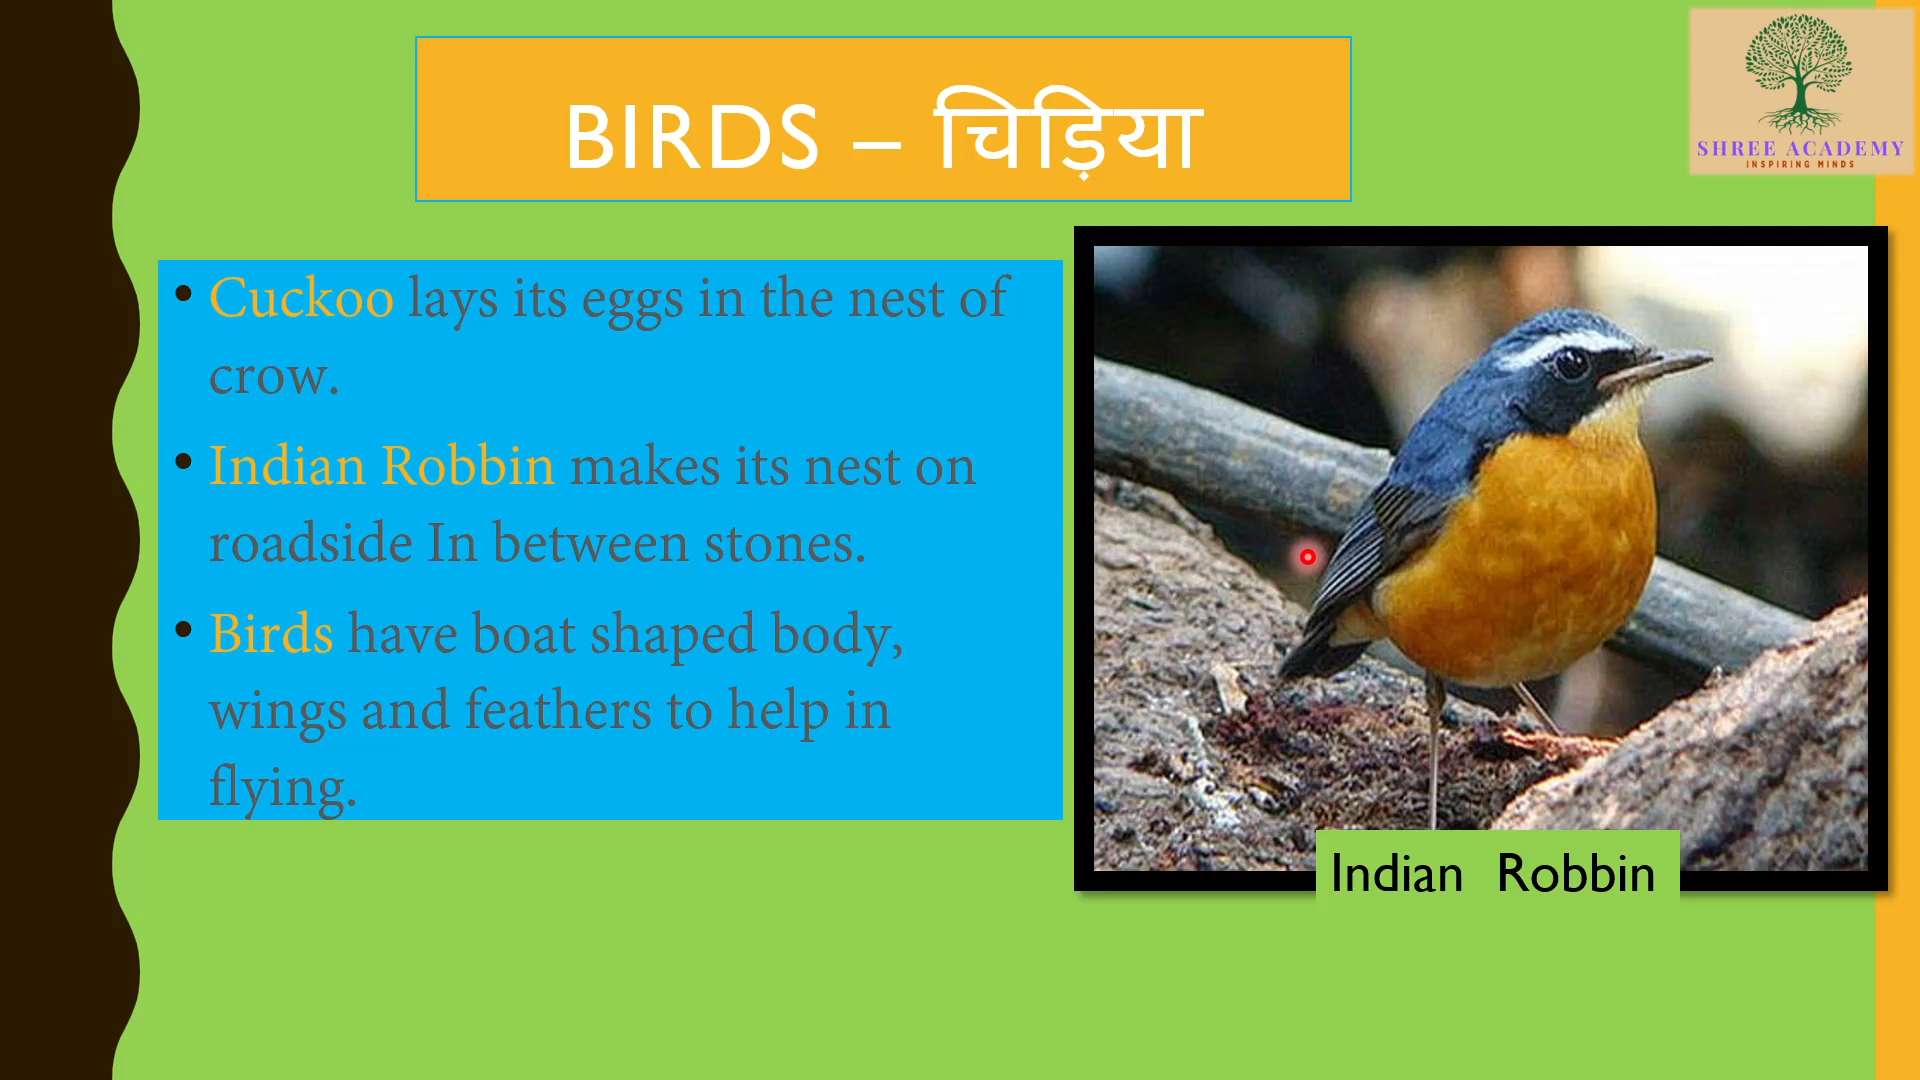 BIRDS – चिड़िया
SHREE ACADEMY
INSPIRING MINDS
• Cuckoo lays its eggs in the nest of
crow.
• Indian Robbin makes its nest on
roadside In between stones.
• Birds have boat shaped body,
wings and feathers to help in
flying.
Indian Robbin